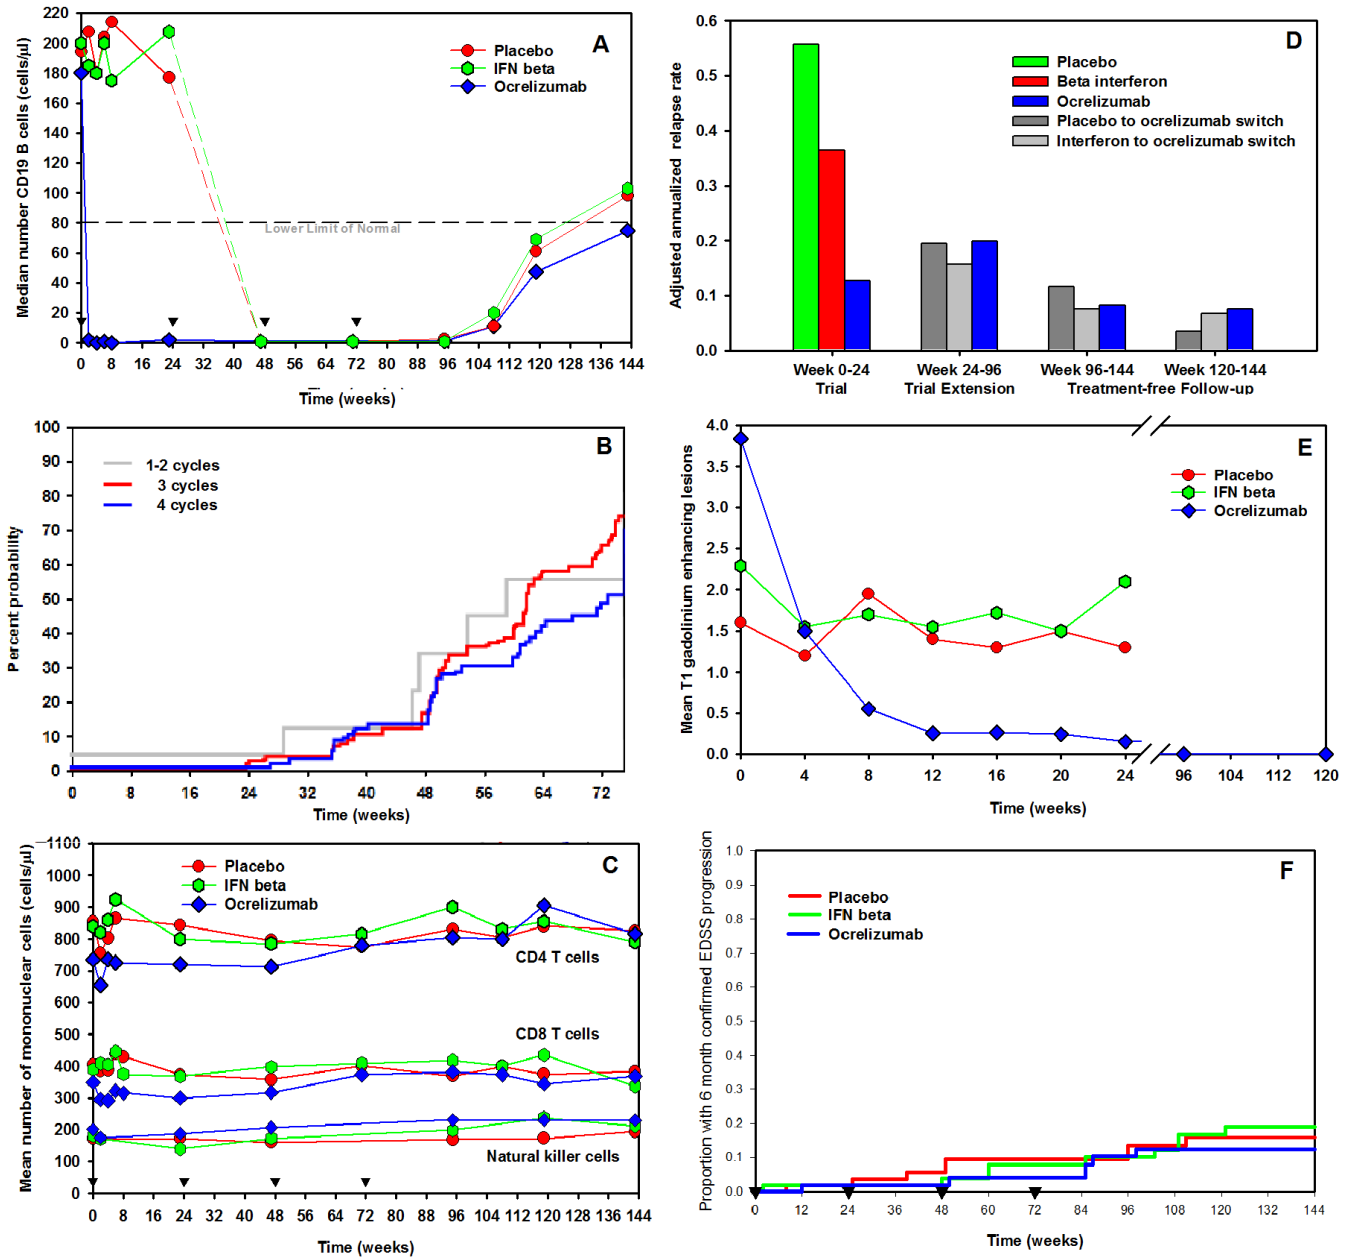 A
Median number CD19 B cells (cells/µl)
220
200
180
160
140
120
100
80
60
40
20
0
Placebo
IFN beta
Ocrelizumab
Lower Limit of Normal
0 8 16 24 32 40 48 56 64 72 80 88 96 104 112 120 128 136 144
Time (weeks)
D
Adjusted annualized relapse rate
0.6
0.5
0.4
0.3
0.2
0.1
0.0
Placebo
Beta interferon
Ocrelizumab
Placebo to ocrelizumab switch
Interferon to ocrelizumab switch
Week 0-24 Week 24-96 Week 96-144 Week 120-144
Trial Trial Extension Treatment-free Follow-up
B
Percent probability
100
90
80
70
60
50
40
30
20
10
0
1-2 cycles
3 cycles
4 cycles
0 8 16 24 32 40 48 56 64 72
Time (weeks)
E
Mean T1 gadolinium enhancing lesions
4.0
3.5
3.0
2.5
2.0
1.5
1.0
0.5
0.0
Placebo
IFN beta
Ocrelizumab
0 4 8 12 16 20 24 96 104 112 120
Time (weeks)
C
Mean number of mononuclear cells (cells/µl)
1100
1000
900
800
700
600
500
400
300
200
100
0
Placebo
IFN beta
Ocrelizumab
CD4 T cells
CD8 T cells
Natural killer cells
0 8 16 24 32 40 48 56 64 72 80 88 96 104 112 120 128 136 144
Time (weeks)
F
Proportion with 6 month confirmed EDSS progression
1.0
0.9
0.8
0.7
0.6
0.5
0.4
0.3
0.2
0.1
0.0
Placebo
IFN beta
Ocrelizumab
0 12 24 36 48 60 72 84 96 108 120 132 144
Time (weeks)